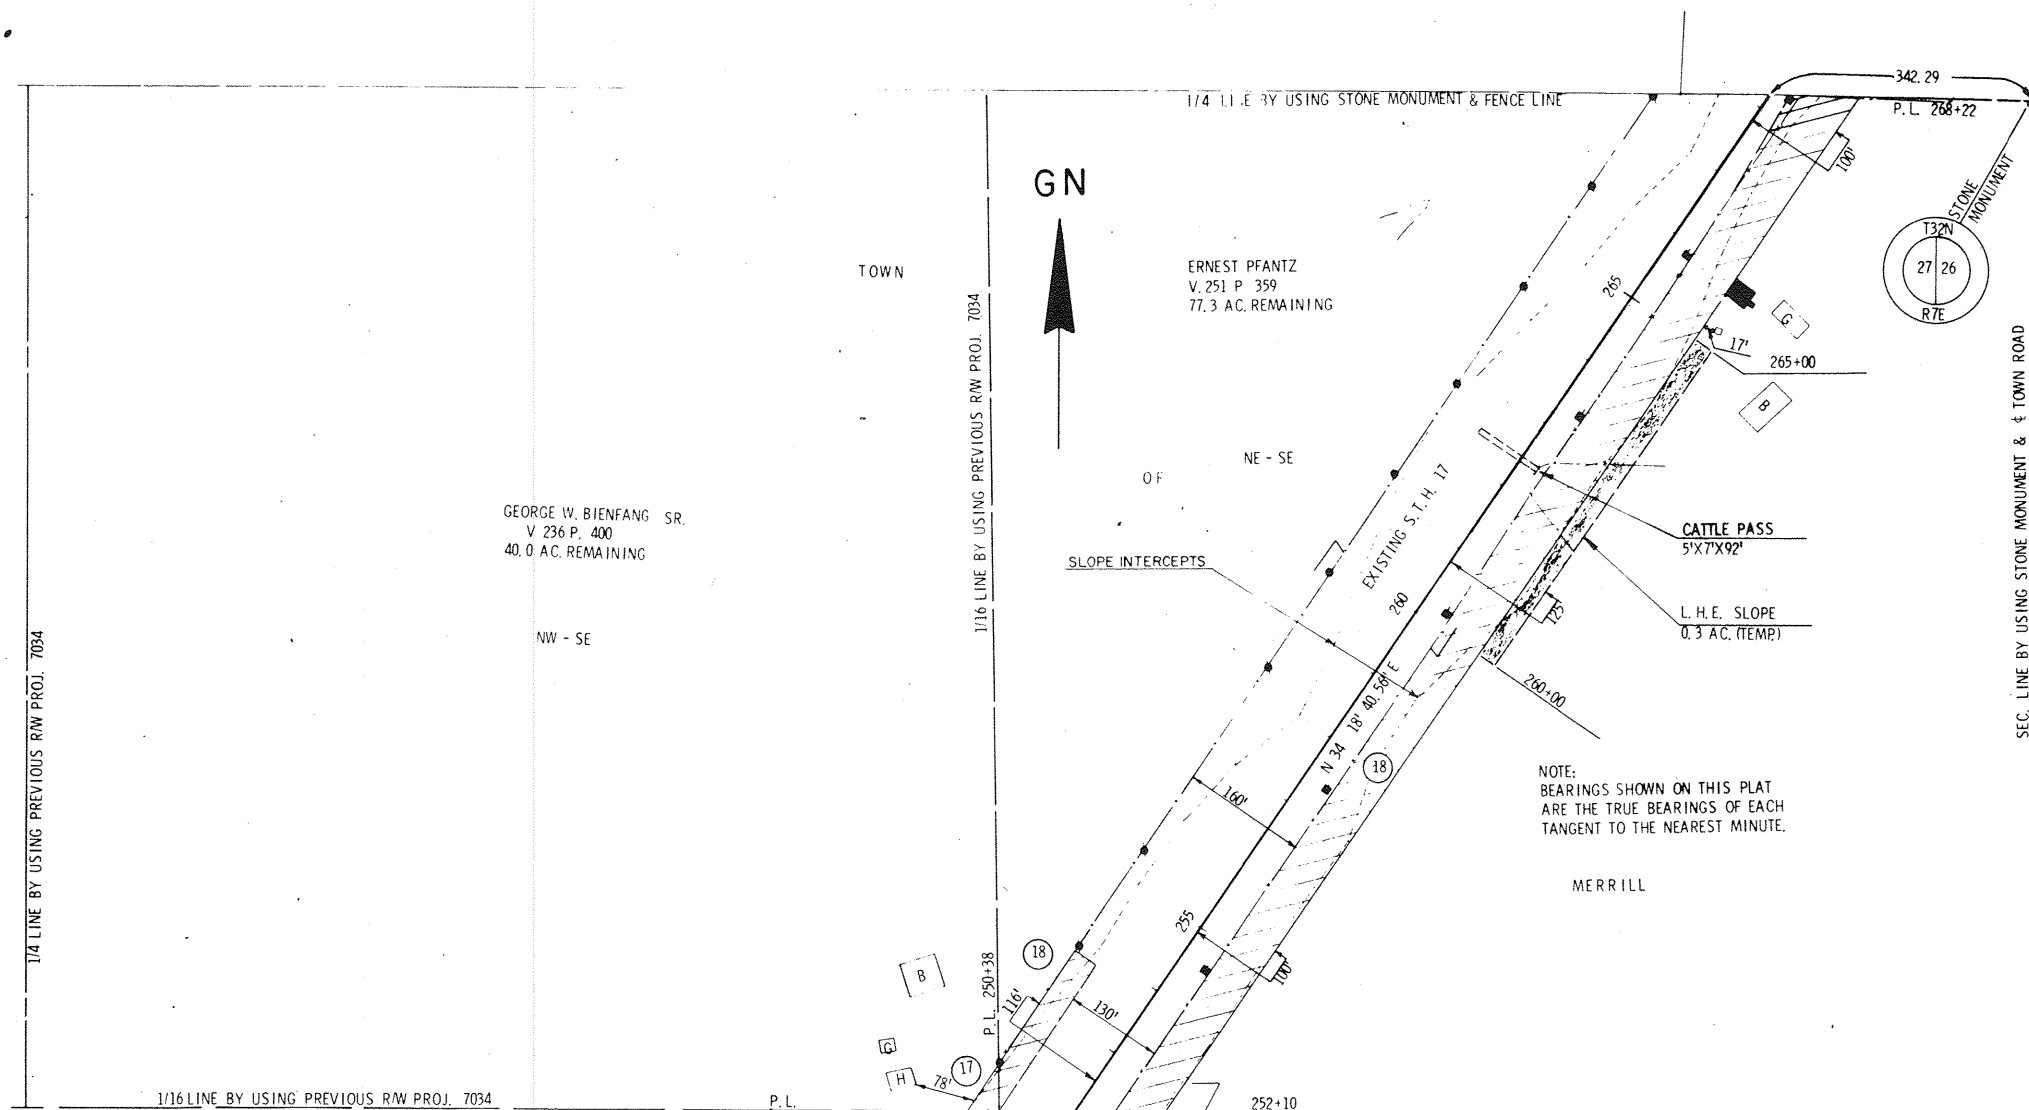 342.29
1/4 LINE BY USING STONE MONUMENT & FENCE LINE
P.L. 268+22
100'
STONE
MONUMENT
GN
T32N
27 26
R7E
TOWN
ERNEST PFANTZ
V. 251 P 359
77.3 AC. REMAINING
265
G
17'
265+00
B
SEC. LINE BY USING STONE MONUMENT & ℄ TOWN ROAD
1/16 LINE BY USING PREVIOUS R/W PROJ. 7034
OF
NE - SE
EXISTING S.T.H. 17
GEORGE W. BIENFANG SR.
V 236 P. 400
40.0 AC. REMAINING
CATTLE PASS
5'X7'X92'
SLOPE INTERCEPTS
260
125'
L.H.E. SLOPE
0.3 AC. (TEMP.)
NW - SE
1/4 LINE BY USING PREVIOUS R/W PROJ. 7034
260+00
N 34 18' 40.56" E
18
NOTE:
BEARINGS SHOWN ON THIS PLAT
ARE THE TRUE BEARINGS OF EACH
TANGENT TO THE NEAREST MINUTE.
160'
MERRILL
255
18
100'
B
P.L. 250+38
116'
130'
G
17
H
78'
1/16 LINE BY USING PREVIOUS R/W PROJ. 7034
P.L.
252+10